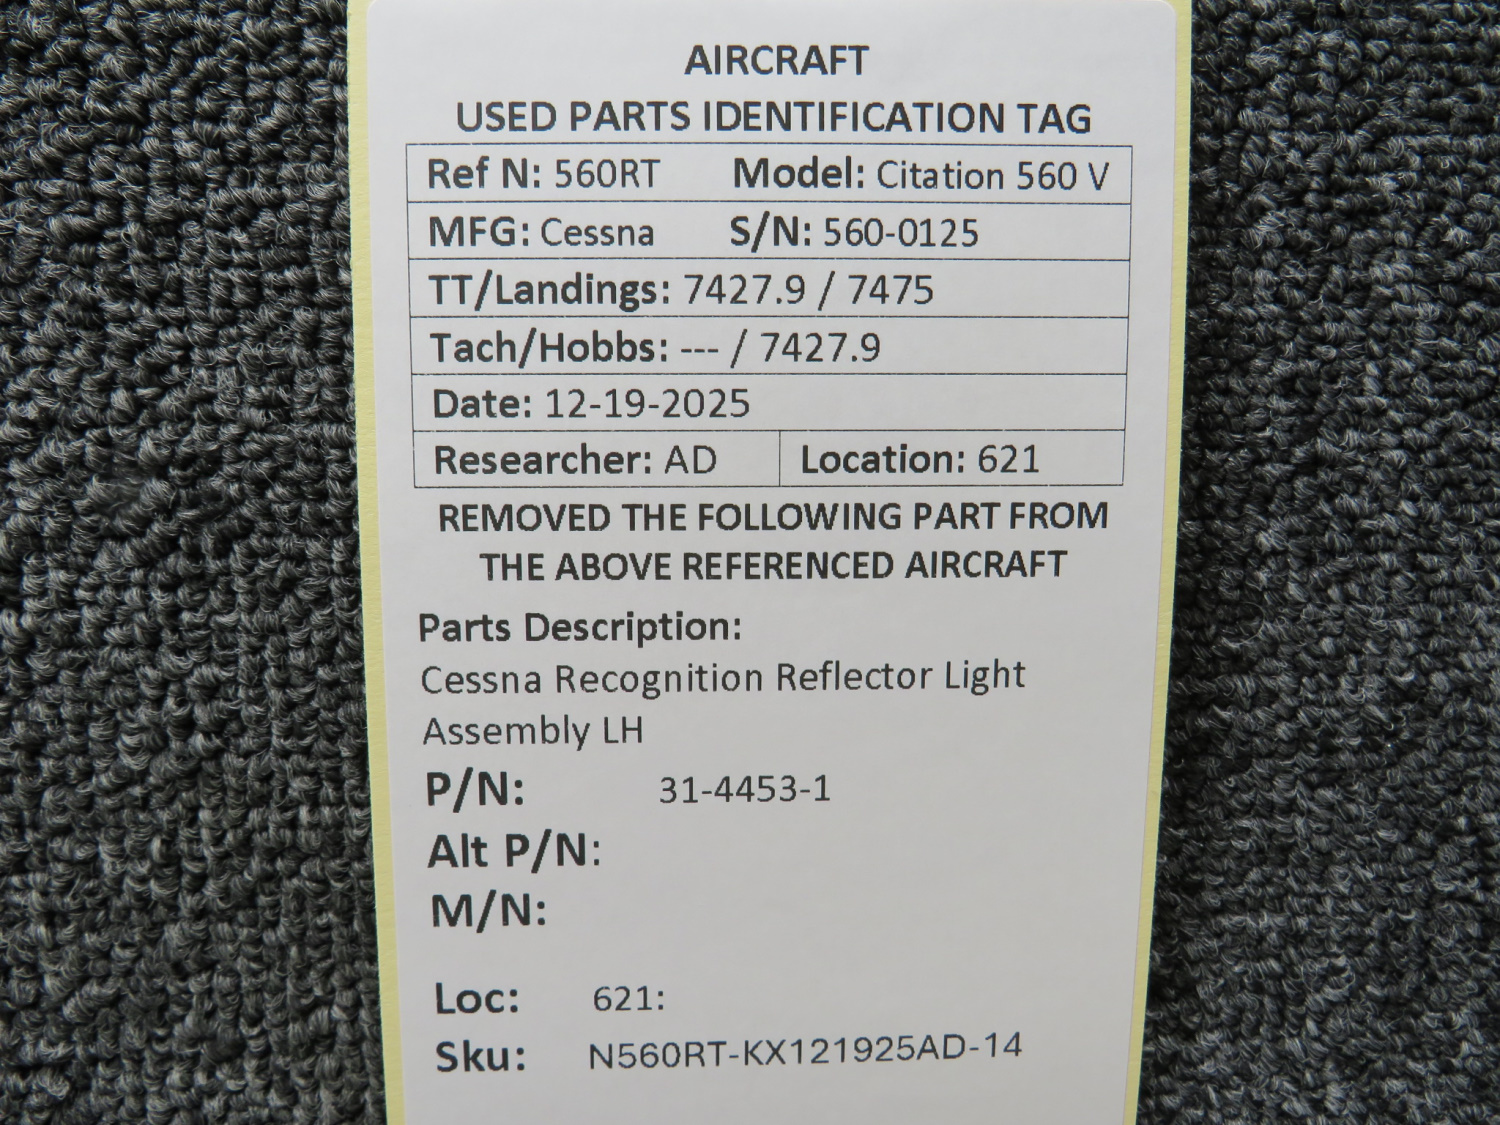 AIRCRAFT
USED PARTS IDENTIFICATION TAG
Ref N: 560RT Model: Citation 560 V
MFG: Cessna S/N: 560-0125
TT/Landings: 7427.9 / 7475
Tach/Hobbs: --- / 7427.9
Date: 12-19-2025
Researcher: AD Location: 621
REMOVED THE FOLLOWING PART FROM
THE ABOVE REFERENCED AIRCRAFT
Parts Description:
Cessna Recognition Reflector Light
Assembly LH
P/N: 31-4453-1
Alt P/N:
M/N:
Loc: 621:
Sku: N560RT-KX121925AD-14